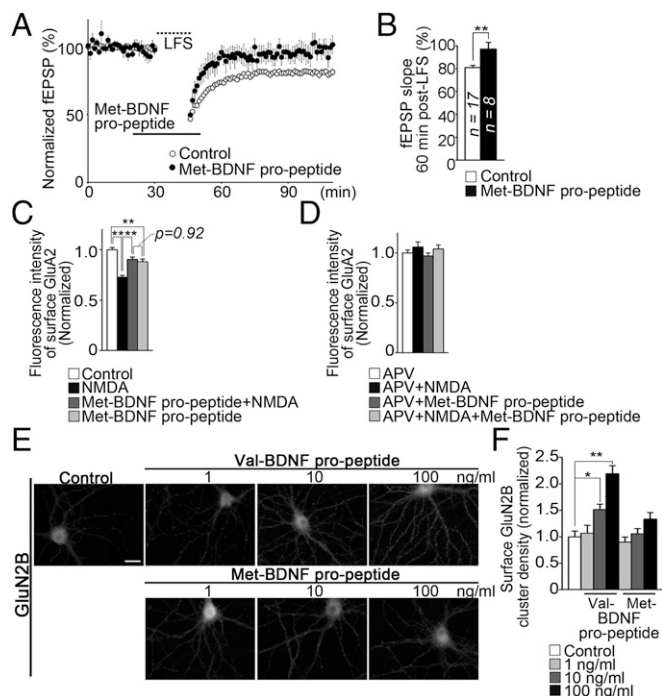 A
Normalized fEPSP (%)
100
50
0
LFS
Met-BDNF
pro-peptide
Control
Met-BDNF pro-peptide
0
30
60
90
(min)
B
fEPSP slope
60 min post-LFS (%)
100
80
60
40
20
0
**
n = 17
n = 8
Control
Met-BDNF pro-peptide
C
Fluorescence intensity
of surface GluA2
(Normalized)
1.0
0.5
0
**
****
p=0.92
Control
NMDA
Met-BDNF pro-peptide+NMDA
Met-BDNF pro-peptide
D
Fluorescence intensity
of surface GluA2
(Normalized)
1.0
0.5
0
APV
APV+NMDA
APV+Met-BDNF pro-peptide
APV+NMDA+Met-BDNF pro-peptide
E
GluN2B
Control
Val-BDNF pro-peptide
1 10 100 ng/ml
Met-BDNF pro-peptide
1 10 100 ng/ml
F
Surface GluN2B
cluster density (normalized)
2.5
2.0
1.5
1.0
0.5
0
**
*
Val- Met-
BDNF
pro-peptide
Control
1 ng/ml
10 ng/ml
100 ng/ml